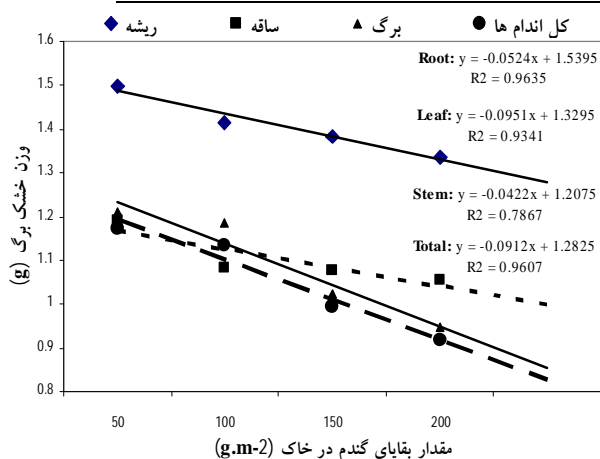 ریشه ساقه برگ کل اندام ها
Root: y = -0.0524x + 1.5395
R2 = 0.9635
Leaf: y = -0.0951x + 1.3295
R2 = 0.9341
Stem: y = -0.0422x + 1.2075
R2 = 0.7867
Total: y = -0.0912x + 1.2825
R2 = 0.9607
وزن خشک برگ (g)
1.6
1.5
1.4
1.3
1.2
1.1
1
0.9
0.8
50 100 150 200
مقدار بقایای گندم در خاک (g.m-2)